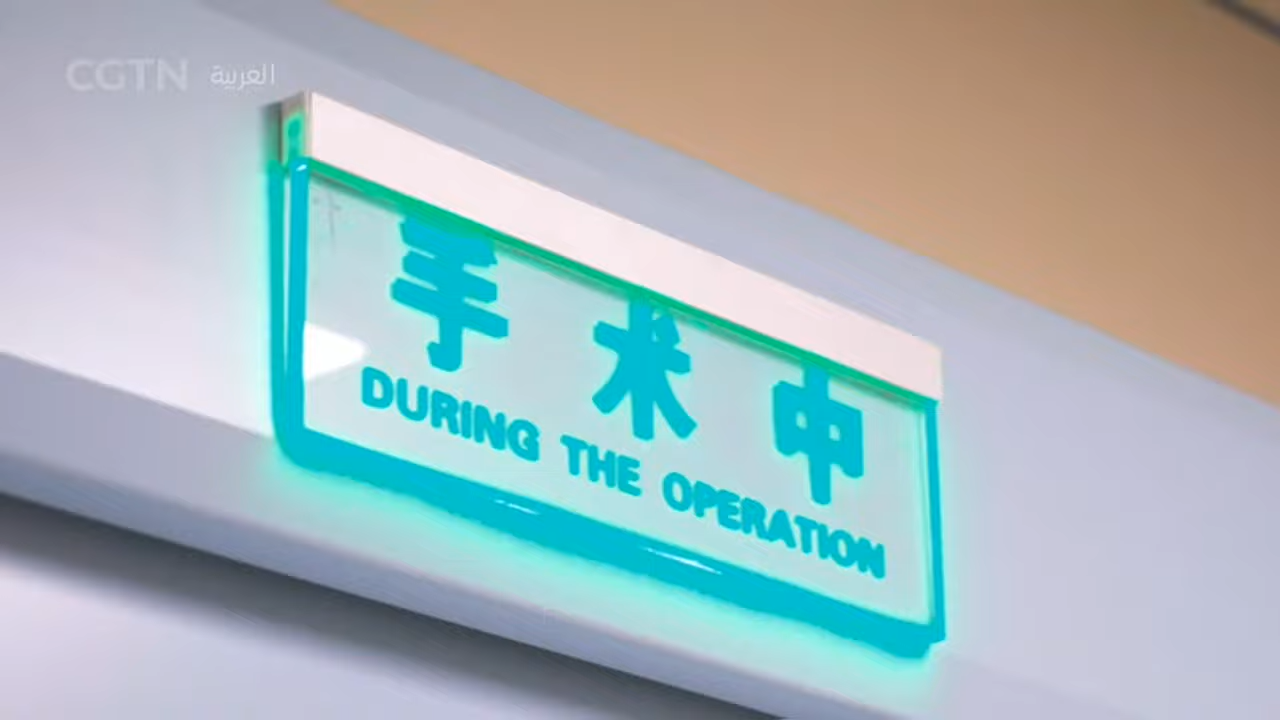 CGTN العربية
手术中
DURING THE OPERATION